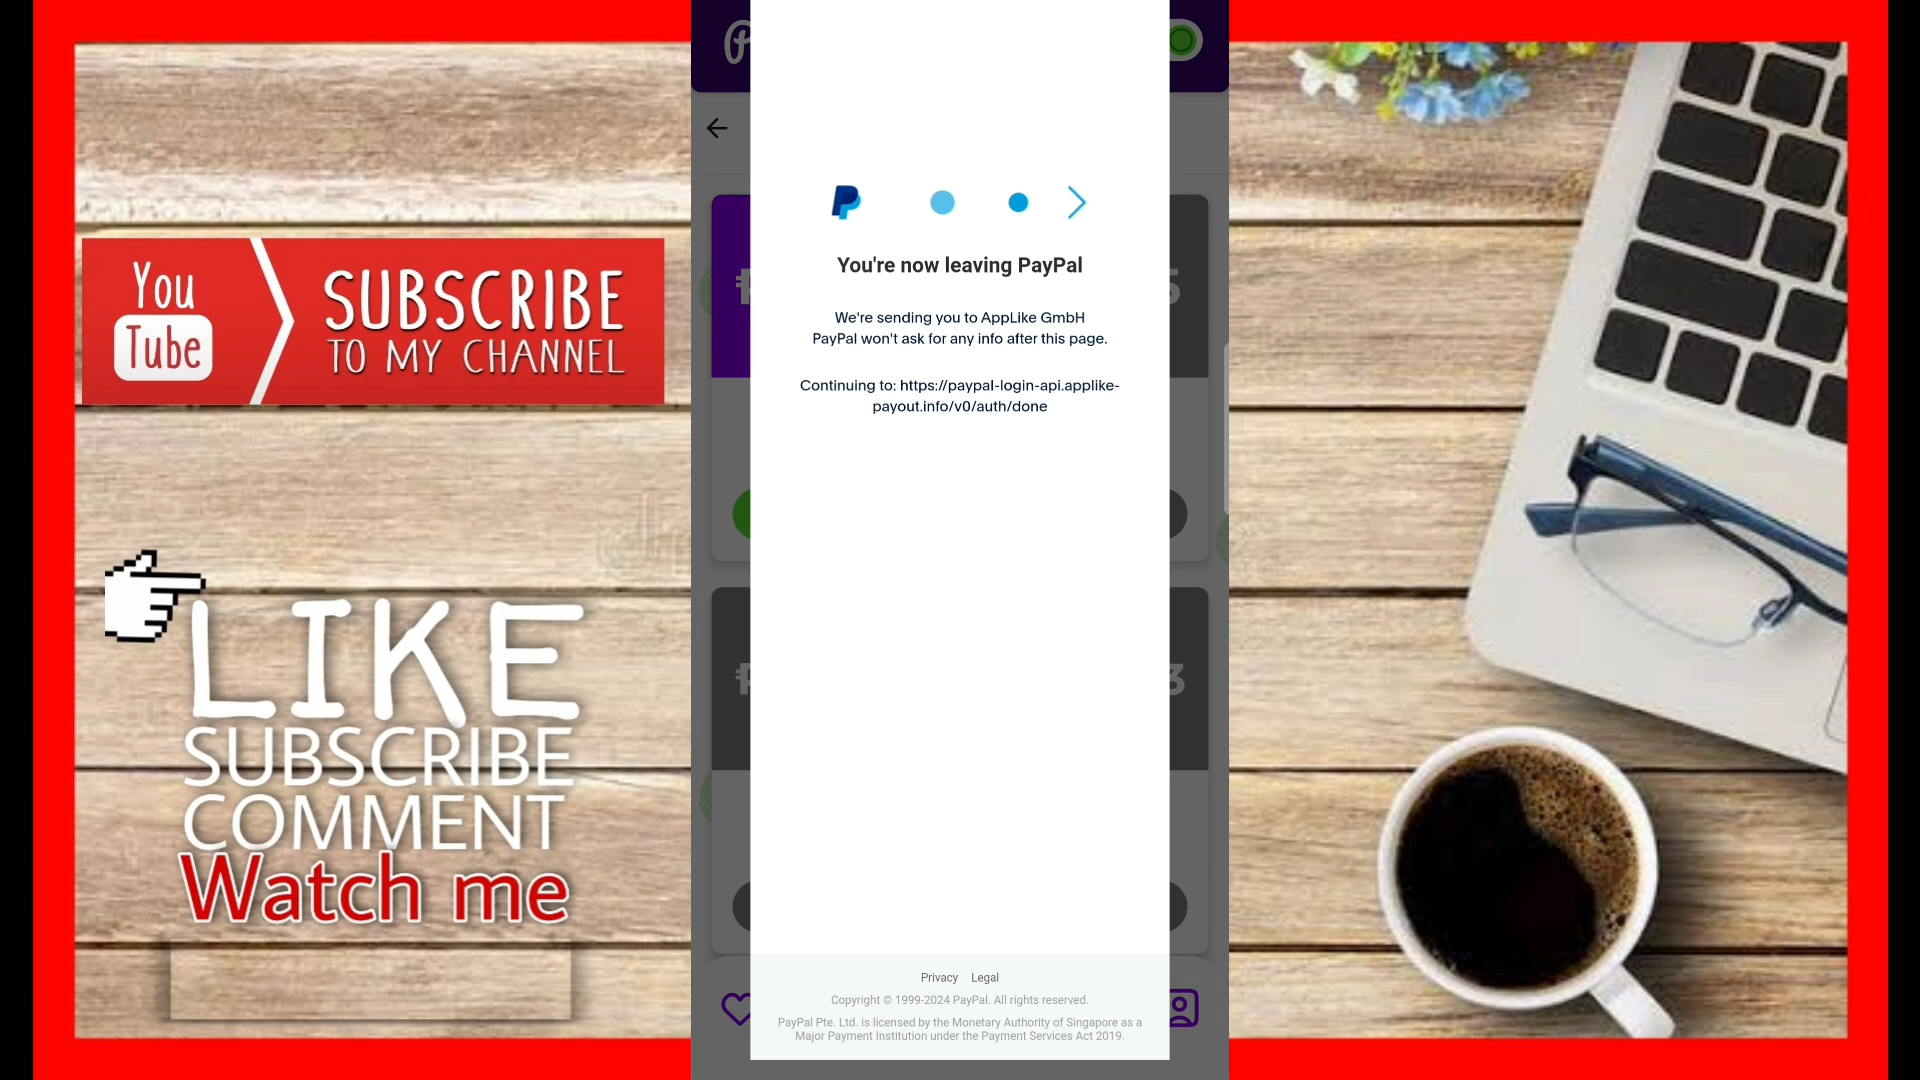 You
Tube
SUBSCRIBE
TO MY CHANNEL
LIKE
SUBSCRIBE
COMMENT
Watch me
You're now leaving PayPal
We're sending you to AppLike GmbH
PayPal won't ask for any info after this page.
Continuing to: https://paypal-login-api.applike-
payout.info/v0/auth/done
Privacy Legal
Copyright © 1999-2024 PayPal. All rights reserved.
PayPal Pte. Ltd. is licensed by the Monetary Authority of Singapore as a
Major Payment Institution under the Payment Services Act 2019.